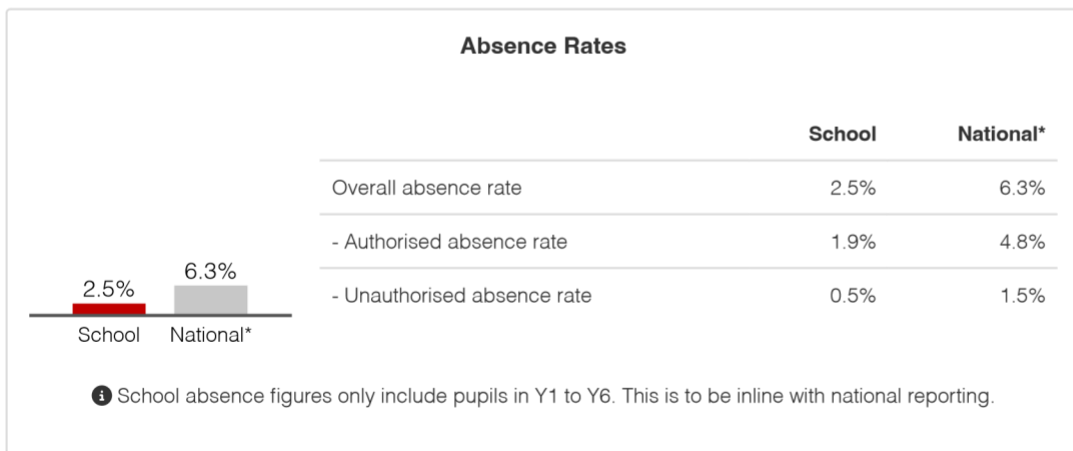 Absence Rates
School National*
Overall absence rate 2.5% 6.3%
- Authorised absence rate 1.9% 4.8%
- Unauthorised absence rate 0.5% 1.5%
2.5% 6.3%
School National*
School absence figures only include pupils in Y1 to Y6. This is to be inline with national reporting.